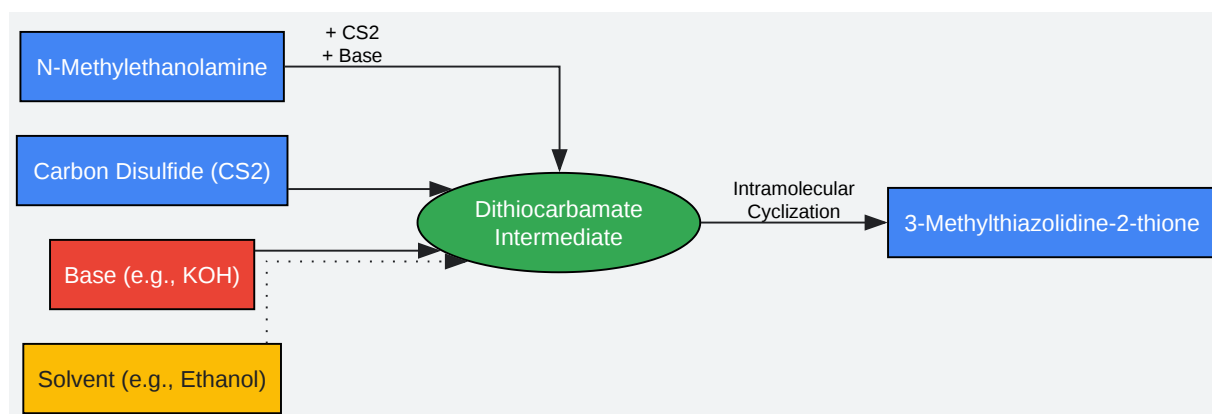 + CS2
+ Base
N-Methylethanolamine
Carbon Disulfide (CS2)
Base (e.g., KOH)
Solvent (e.g., Ethanol)
Dithiocarbamate
Intermediate
Intramolecular
Cyclization
3-Methylthiazolidine-2-thione